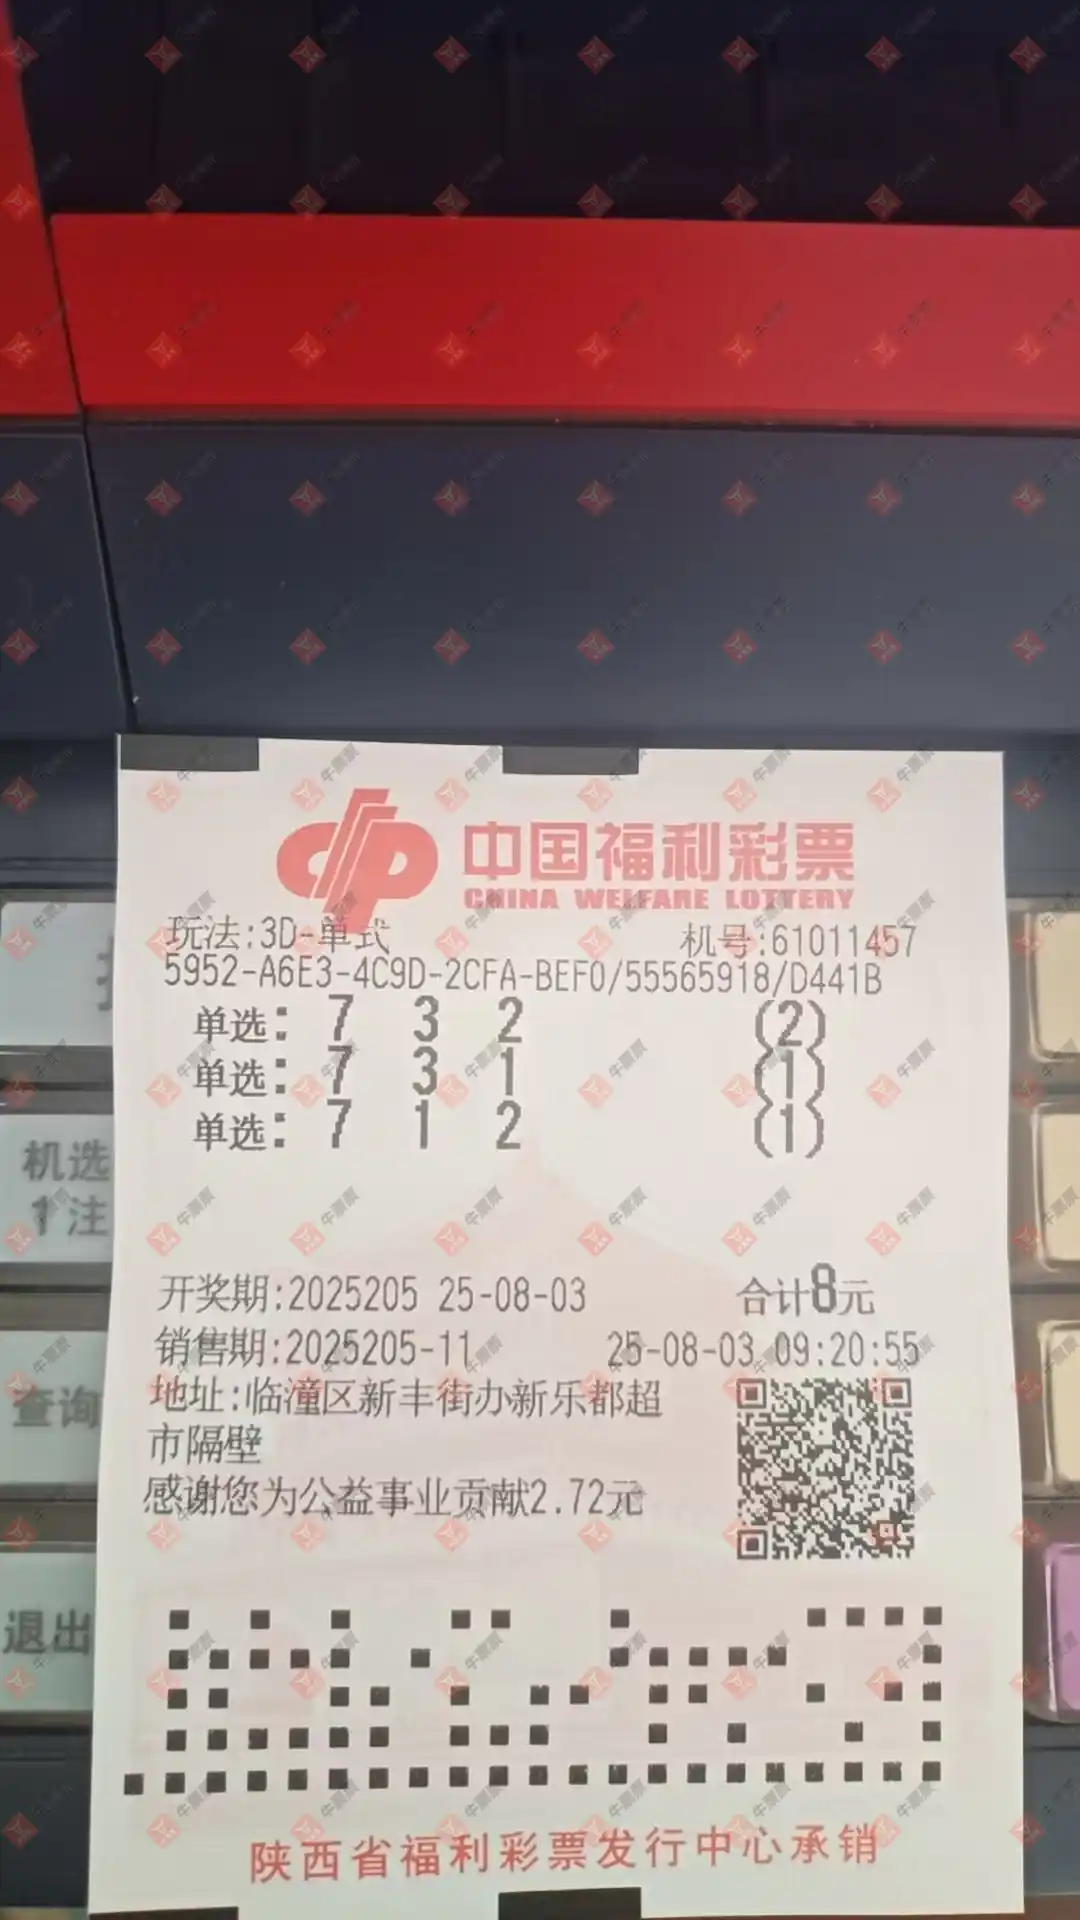 中国福利彩票
CHINA WELFARE LOTTERY
玩法:3D-单式 机号:61011457
5952-A6E3-4C9D-2CFA-BEF0/55565918/D441B
单选: 7 3 2 (2)
单选: 7 3 1 (1)
单选: 7 1 2 (1)
开奖期:2025205 25-08-03 合计8元
销售期:2025205-11 25-08-03 09:20:55
地址:临潼区新丰街办新乐都超
市隔壁
感谢您为公益事业贡献2.72元
陕西省福利彩票发行中心承销
机选
1注
查询
退出
牛票票